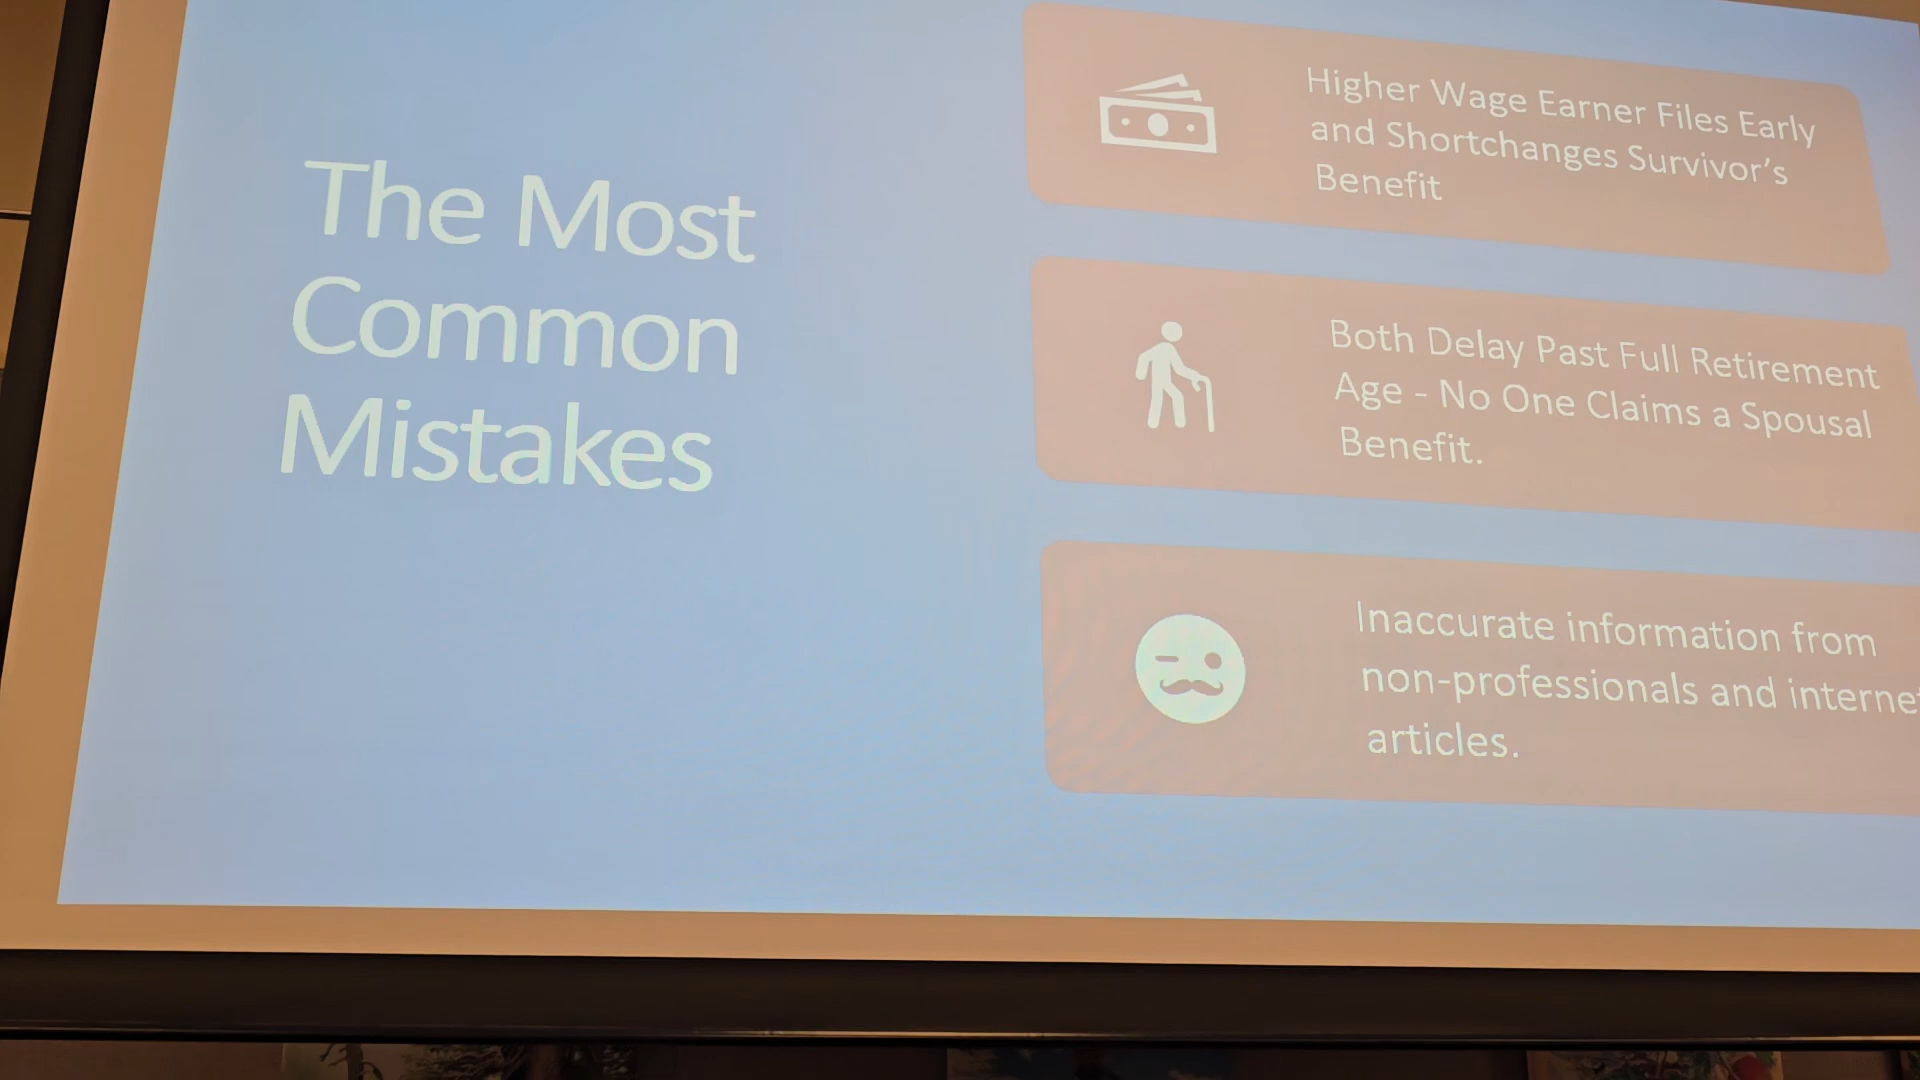 The Most
Common
Mistakes
Higher Wage Earner Files Early
and Shortchanges Survivor's
Benefit
Both Delay Past Full Retirement
Age - No One Claims a Spousal
Benefit.
Inaccurate information from
non-professionals and internet
articles.